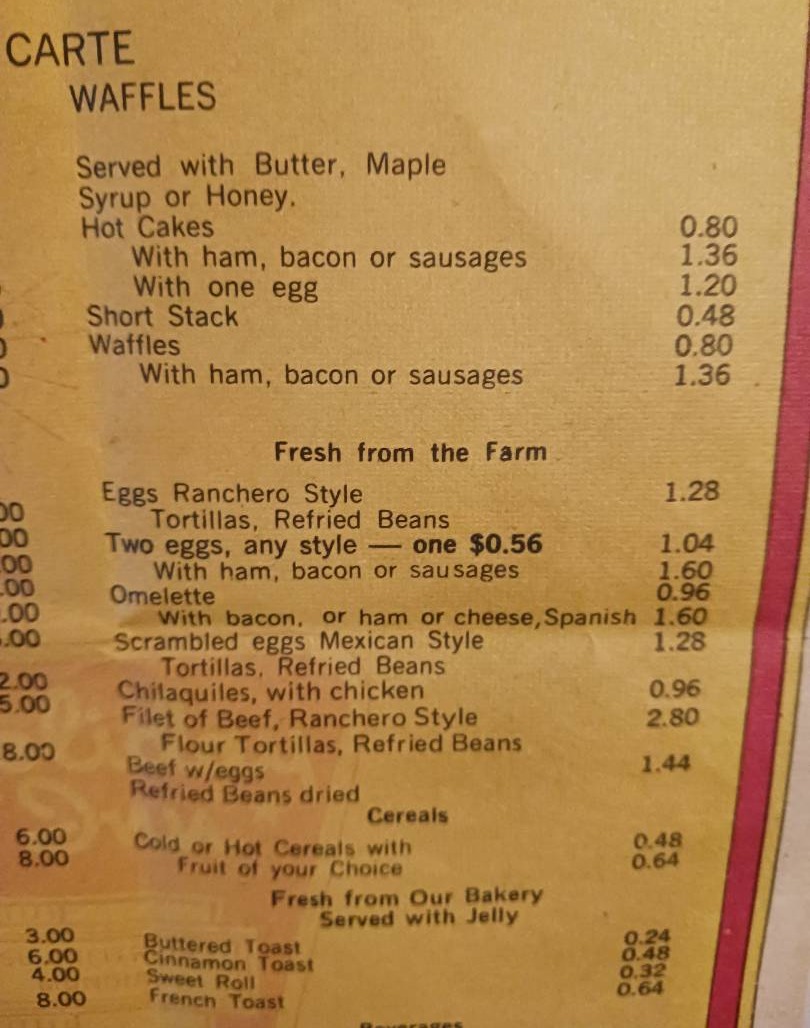 CARTE
WAFFLES
Served with Butter, Maple
Syrup or Honey.
Hot Cakes 0.80
With ham, bacon or sausages 1.36
With one egg 1.20
Short Stack 0.48
Waffles 0.80
With ham, bacon or sausages 1.36
Fresh from the Farm
Eggs Ranchero Style 1.28
Tortillas, Refried Beans
00
Two eggs, any style — one $0.56 1.04
00
With ham, bacon or sausages 1.60
00
Omelette 0.96
.00
With bacon, or ham or cheese,Spanish 1.60
.00
Scrambled eggs Mexican Style 1.28
.00
Tortillas, Refried Beans
2.00 Chilaquiles, with chicken 0.96
5.00 Filet of Beef, Ranchero Style 2.80
Flour Tortillas, Refried Beans
8.00 Beef w/eggs 1.44
Refried Beans dried
Cereals
6.00 Cold or Hot Cereals with 0.48
8.00 Fruit of your Choice 0.64
Fresh from Our Bakery
Served with Jelly
3.00 Buttered Toast 0.24
6.00 Cinnamon Toast 0.48
4.00 Sweet Roll 0.32
8.00 French Toast 0.64